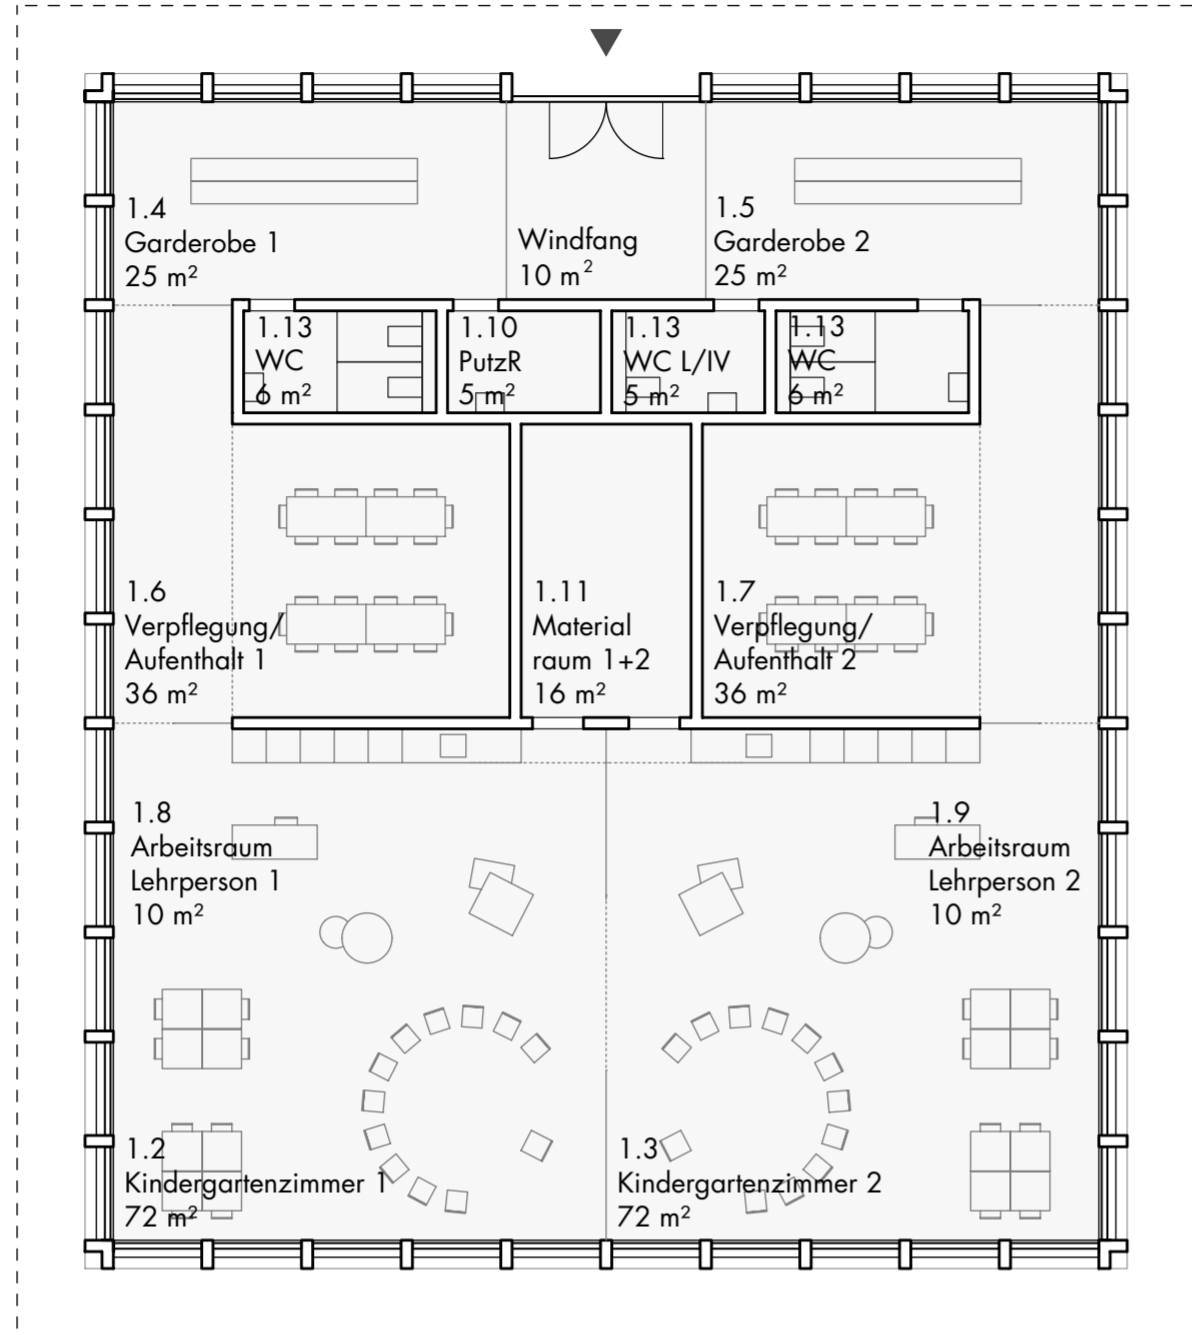 1.4
Garderobe 1
25 m²
Windfang
10 m²
1.5
Garderobe 2
25 m²
1.13
WC
6 m²
1.10
PutzR
5 m²
1.13
WC L/IV
5 m²
1.13
WC
6 m²
1.6
Verpflegung/
Aufenthalt 1
36 m²
1.11
Material
raum 1+2
16 m²
1.7
Verpflegung/
Aufenthalt 2
36 m²
1.8
Arbeitsraum
Lehrperson 1
10 m²
1.9
Arbeitsraum
Lehrperson 2
10 m²
1.2
Kindergartenzimmer 1
72 m²
1.3
Kindergartenzimmer 2
72 m²